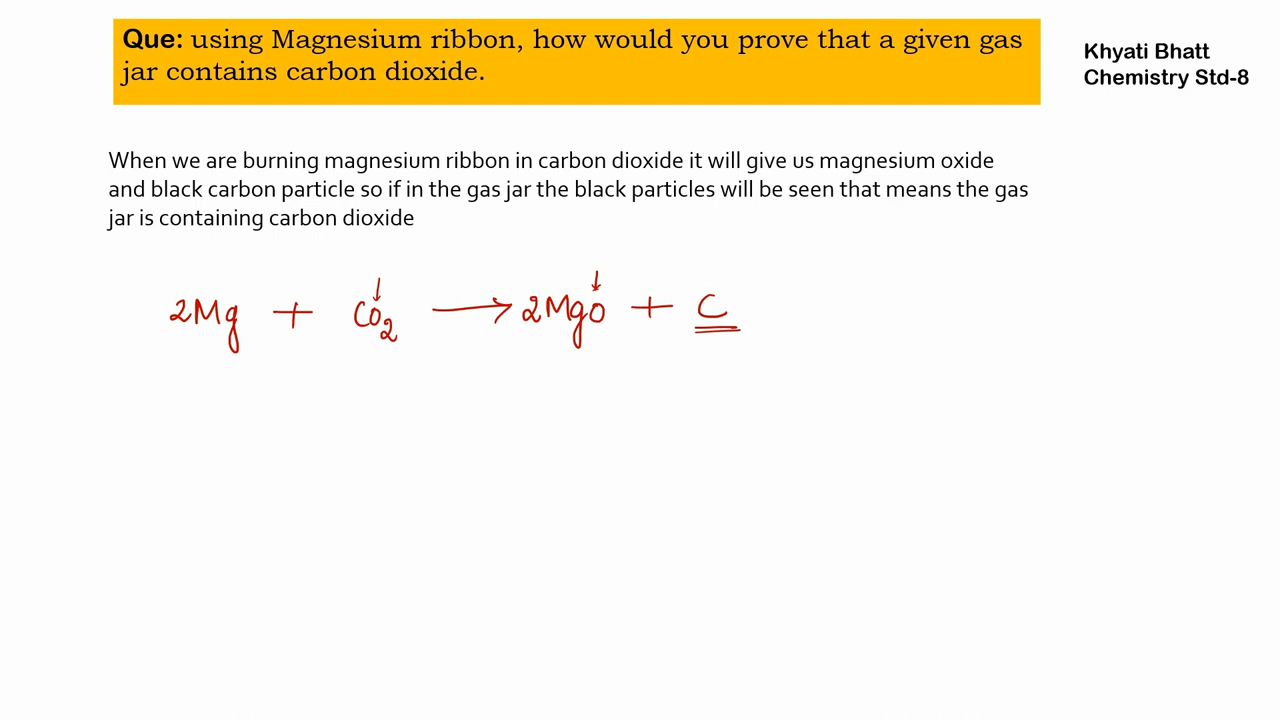 Que: using Magnesium ribbon, how would you prove that a given gas
jar contains carbon dioxide.
Khyati Bhatt
Chemistry Std-8
When we are burning magnesium ribbon in carbon dioxide it will give us magnesium oxide
and black carbon particle so if in the gas jar the black particles will be seen that means the gas
jar is containing carbon dioxide
2Mg + CO₂ ⟶ 2MgO + C